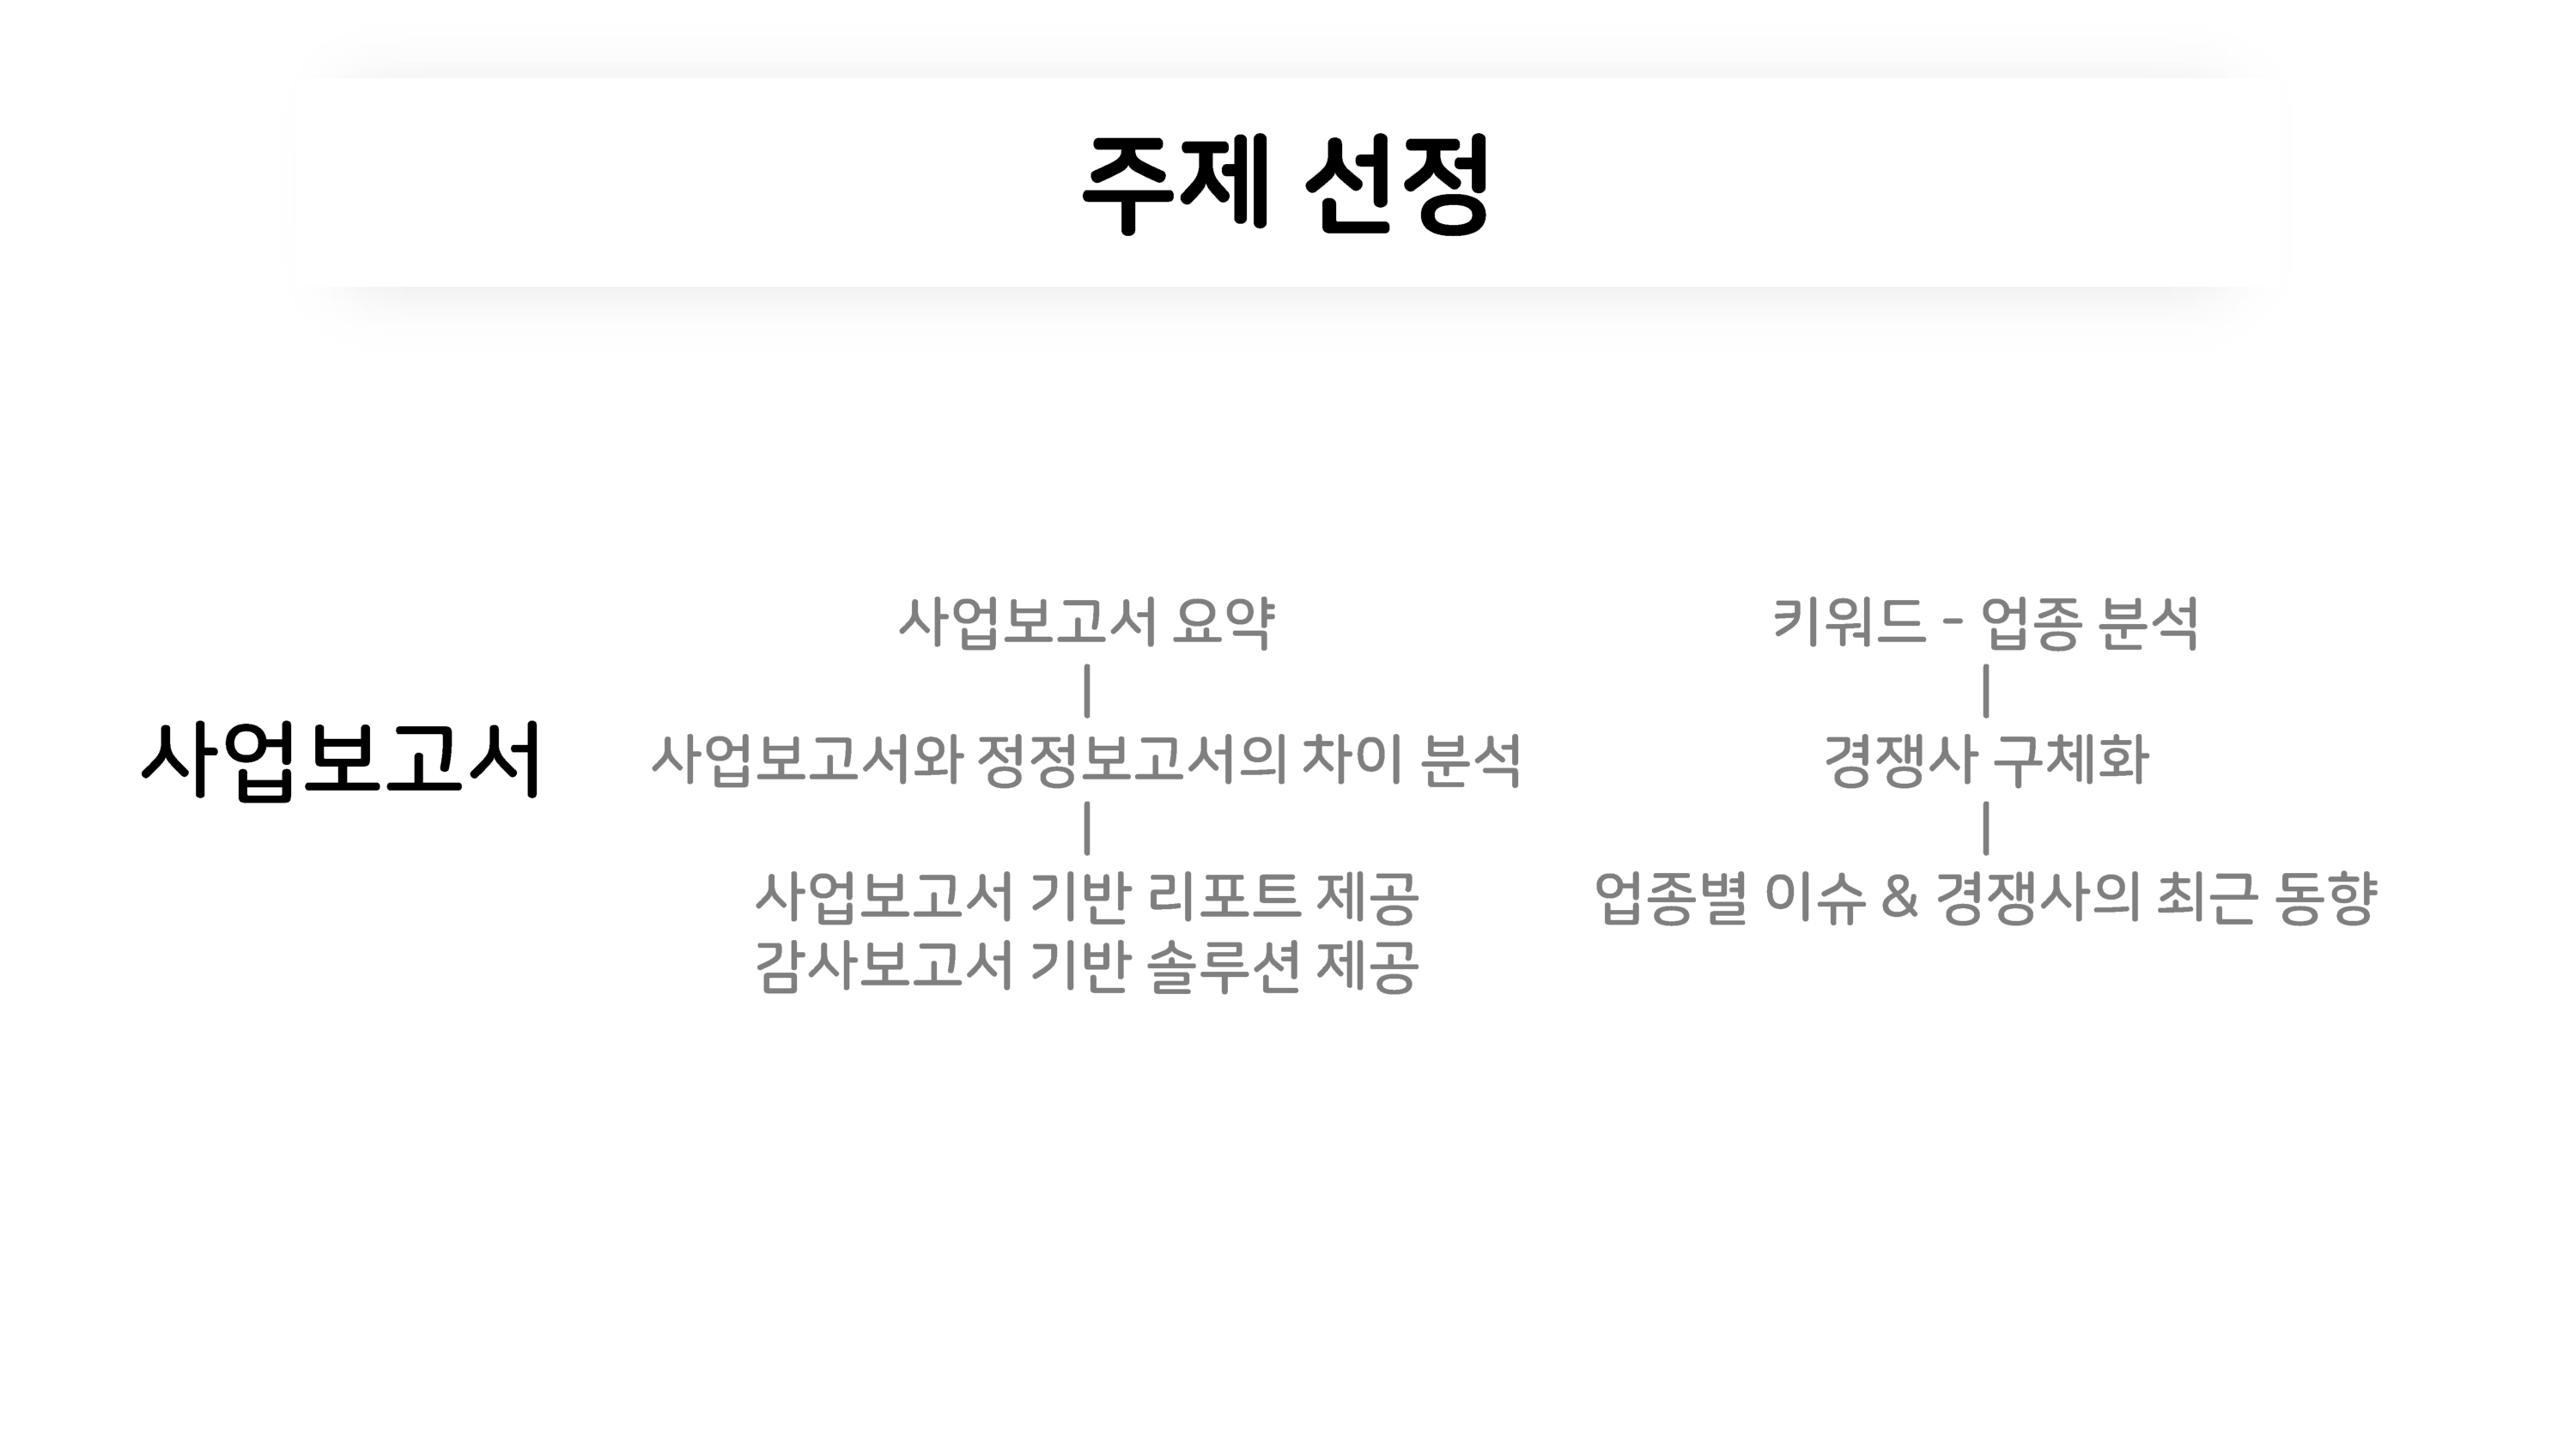 주제 선정
사업보고서
사업보고서 요약
|
사업보고서와 정정보고서의 차이 분석
|
사업보고서 기반 리포트 제공
감사보고서 기반 솔루션 제공
키워드 - 업종 분석
|
경쟁사 구체화
|
업종별 이슈 & 경쟁사의 최근 동향